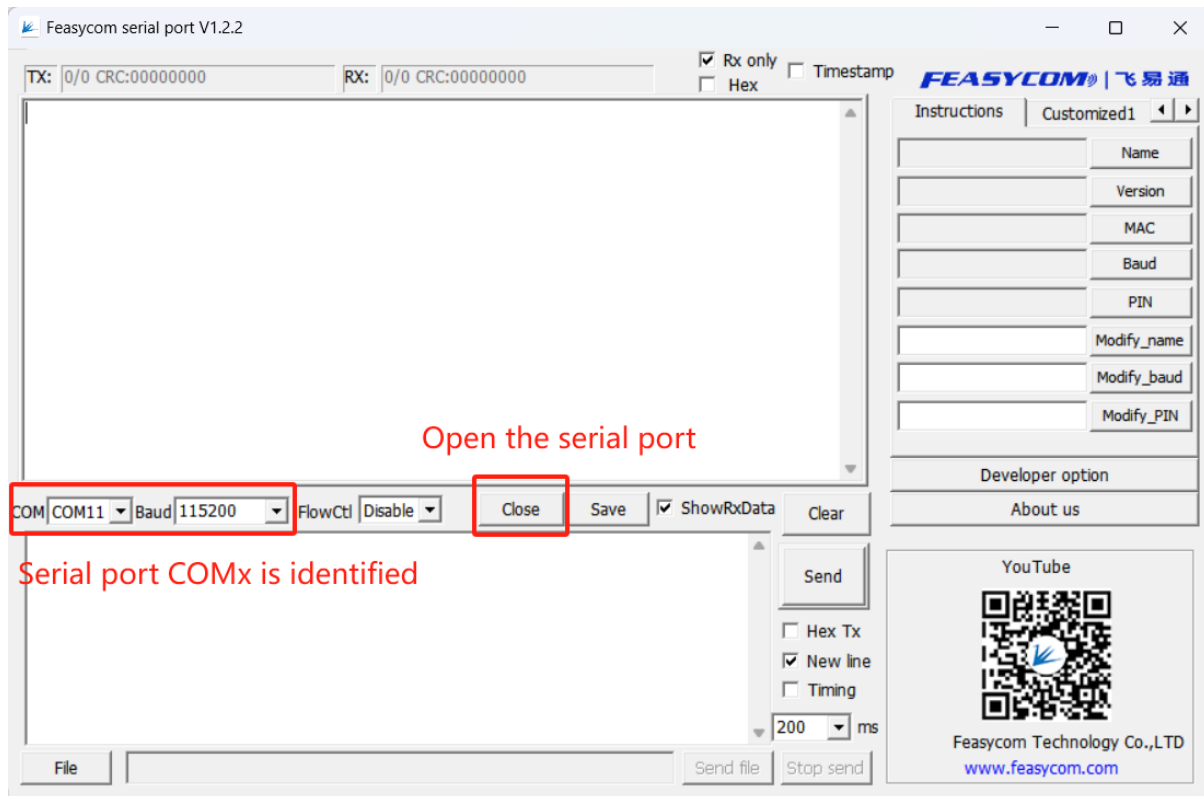 Feasycom serial port V1.2.2
TX: 0/0 CRC:00000000 RX: 0/0 CRC:00000000 Rx only Hex Timestamp
FEASYCOM | 飞易通
Instructions Customized1
Name
Version
MAC
Baud
PIN
Modify_name
Modify_baud
Modify_PIN
Open the serial port
Developer option
COM COM11 Baud 115200 FlowCtl Disable Close Save ShowRxData Clear
About us
Serial port COMx is identified
Send
Hex Tx
New line
Timing
200 ms
YouTube
Feasycom Technology Co.,LTD
www.feasycom.com
File Send file Stop send